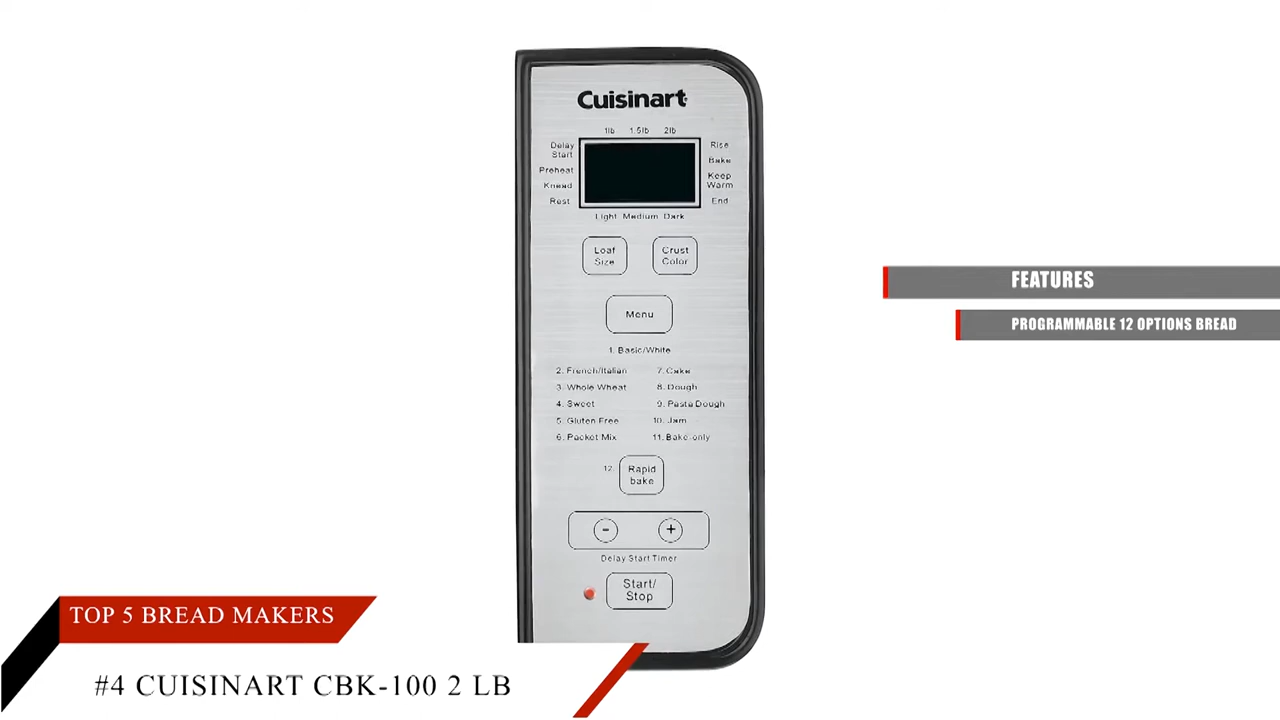 Cuisinart
1lb 1.5lb 2lb
Delay
Start
Preheat
Knead
Rest
Rise
Bake
Keep
Warm
End
Light Medium Dark
Loaf
Size
Crust
Color
Menu
1. Basic/White
2. French/Italian
3. Whole Wheat
4. Sweet
5. Gluten Free
6. Packet Mix
7. Cake
8. Dough
9. Pasta Dough
10. Jam
11. Bake-only
12. Rapid
bake
- +
Delay Start Timer
Start/
Stop
FEATURES
PROGRAMMABLE 12 OPTIONS BREAD
TOP 5 BREAD MAKERS
#4 CUISINART CBK-100 2 LB